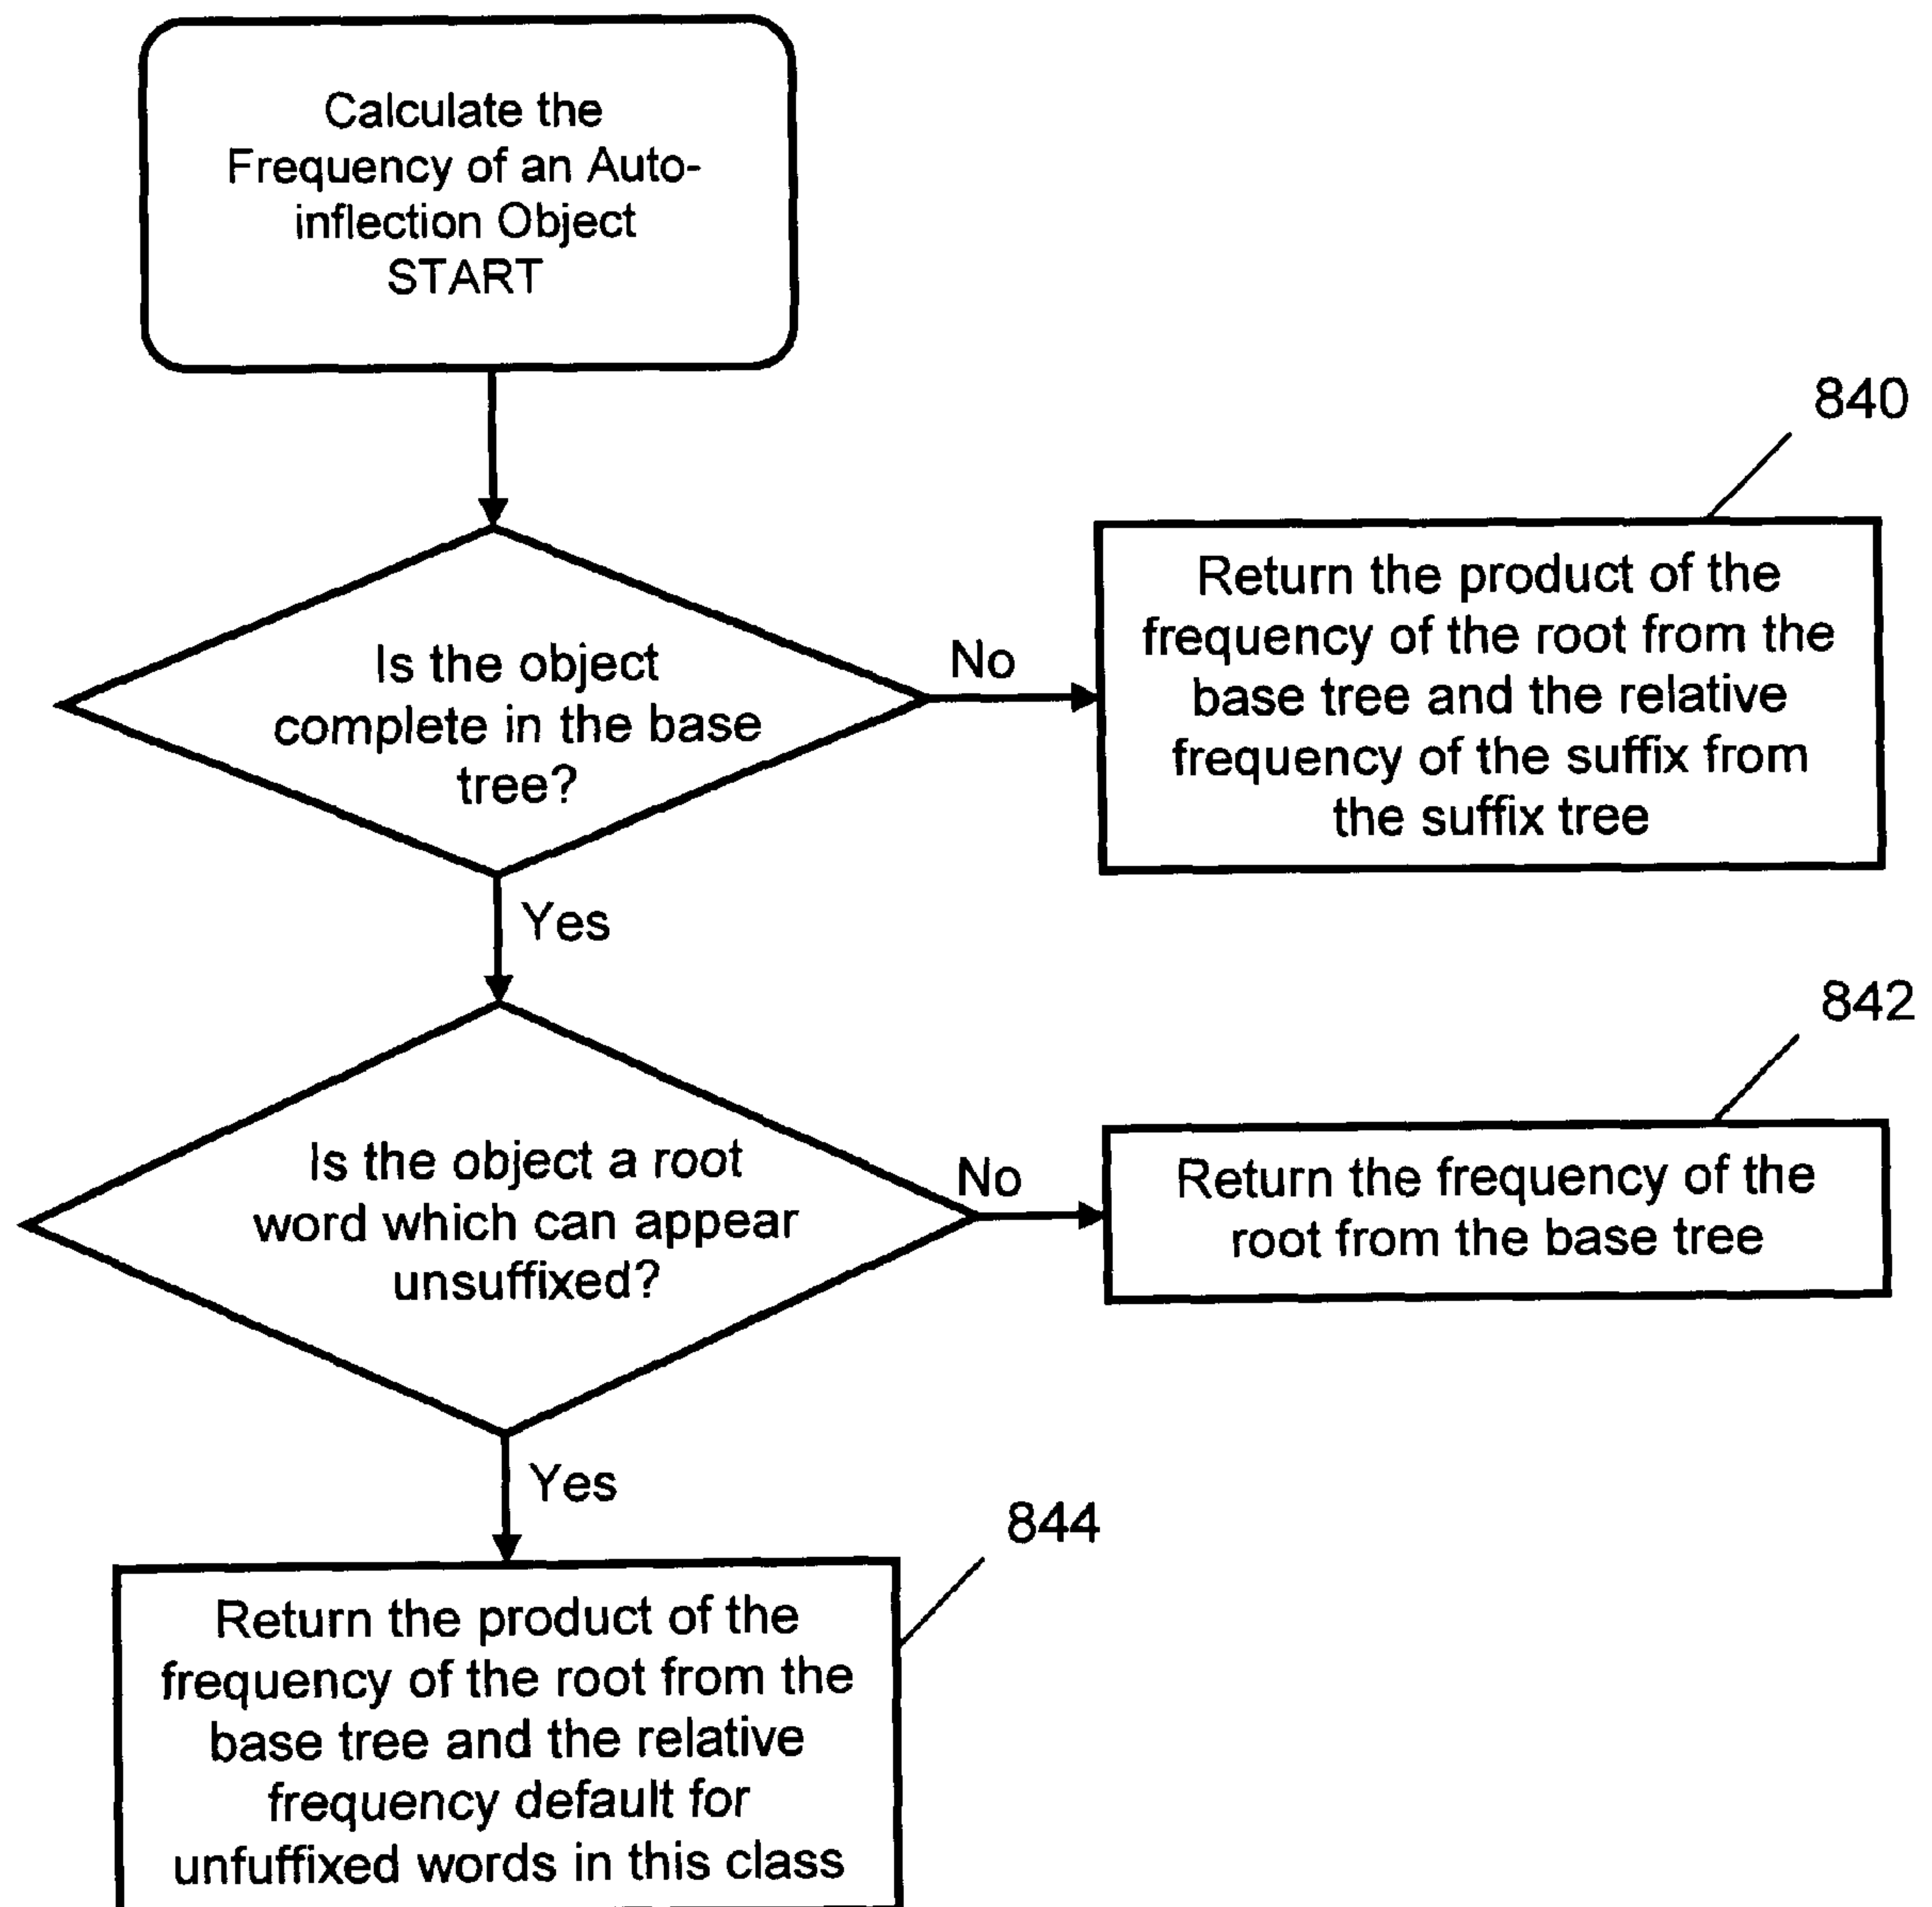 Calculate the
Frequency of an Auto-
inflection Object
START
840
Is the object
complete in the base
tree?
No
Return the product of the
frequency of the root from the
base tree and the relative
frequency of the suffix from
the suffix tree
Yes
842
Is the object a root
word which can appear
unsuffixed?
No
Return the frequency of the
root from the base tree
Yes
844
Return the product of the
frequency of the root from the
base tree and the relative
frequency default for
unfuffixed words in this class